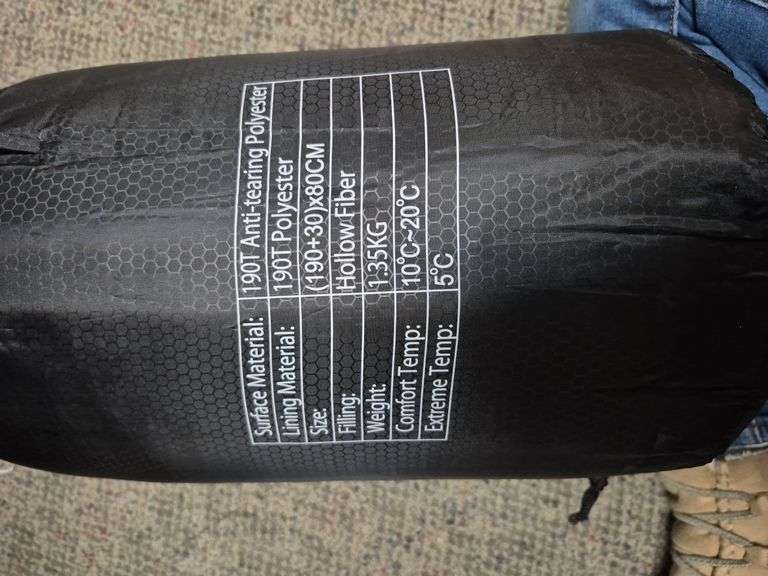 Surface Material: 190T Anti-tearing Polyester
Lining Material: 190T Polyester
Size: (190+30)x80CM
Filling: Hollow Fiber
Weight: 1.35KG
Comfort Temp: 10°C~20°C
Extreme Temp: 5°C